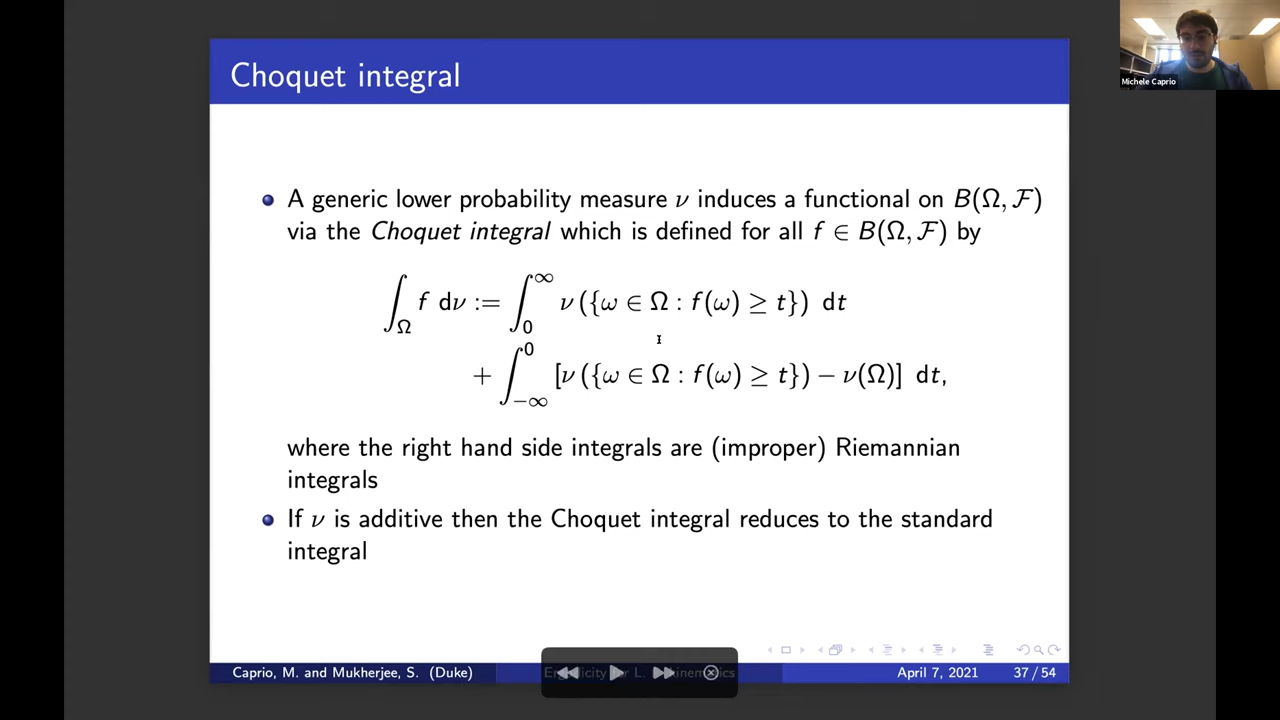 Choquet integral
Michele Caprio
A generic lower probability measure ν induces a functional on B(Ω, ℱ)
via the Choquet integral which is defined for all f ∈ B(Ω, ℱ) by
∫_Ω f dν := ∫_0^∞ ν ({ω ∈ Ω : f(ω) ≥ t}) dt
+ ∫_{−∞}^0 [ν ({ω ∈ Ω : f(ω) ≥ t}) − ν(Ω)] dt,
where the right hand side integrals are (improper) Riemannian
integrals
If ν is additive then the Choquet integral reduces to the standard
integral
Caprio, M. and Mukherjee, S. (Duke)
April 7, 2021
37 / 54